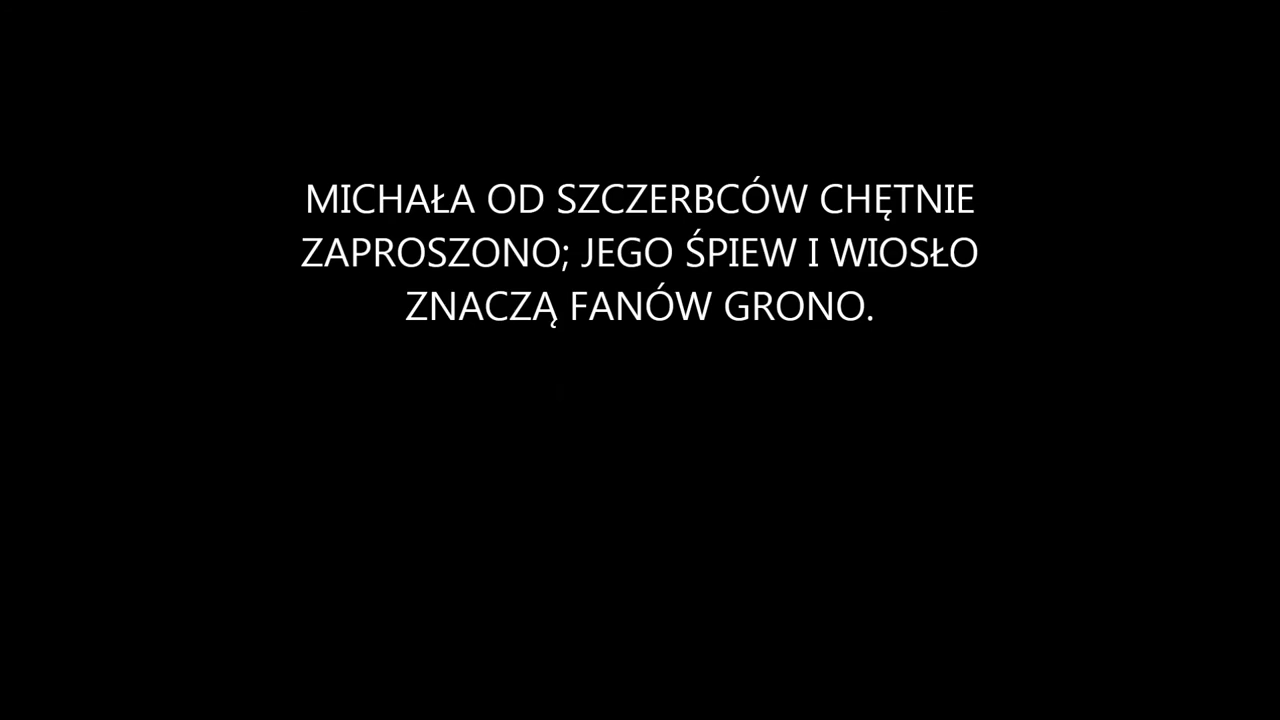 MICHAŁA OD SZCZERBCÓW CHĘTNIE
ZAPROSZONO; JEGO ŚPIEW I WIOSŁO
ZNACZĄ FANÓW GRONO.